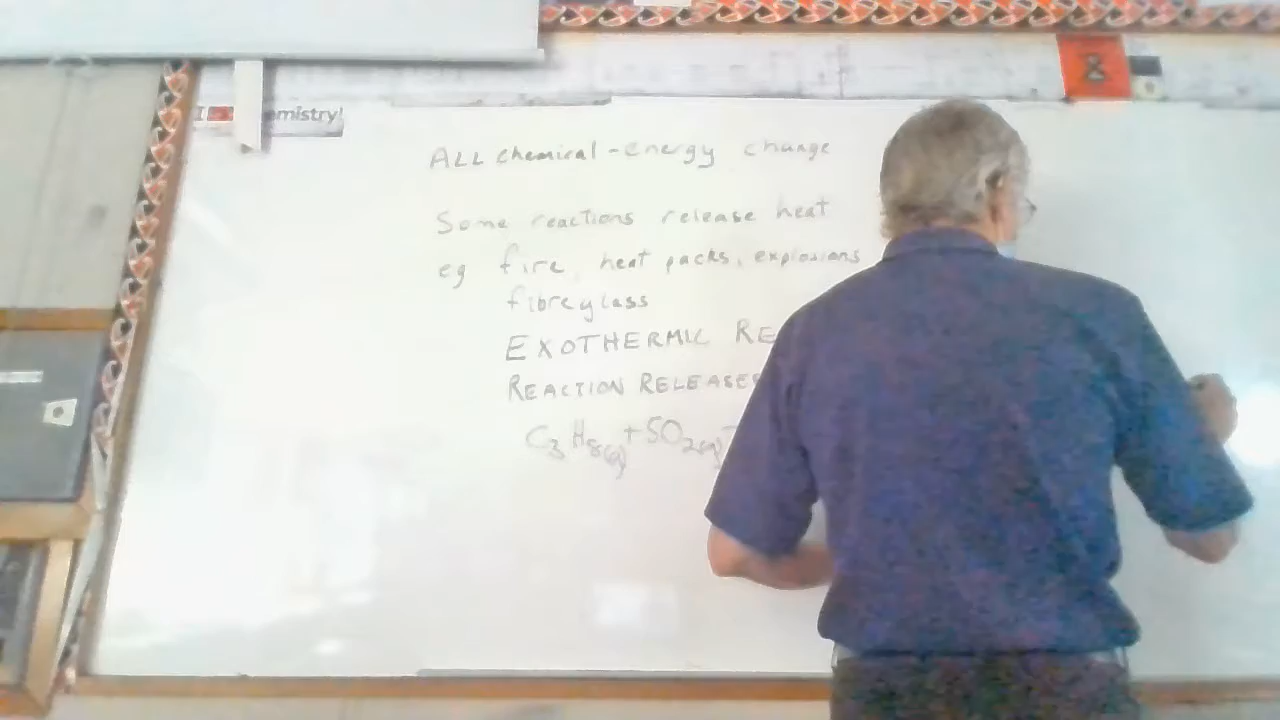 I emistry!
ALL chemical-energy change
Some reactions release heat
eg fire, heat packs, explosions
fibreglass
EXOTHERMIC RE
REACTION RELEASES
C3H8(g)+5O2(g)